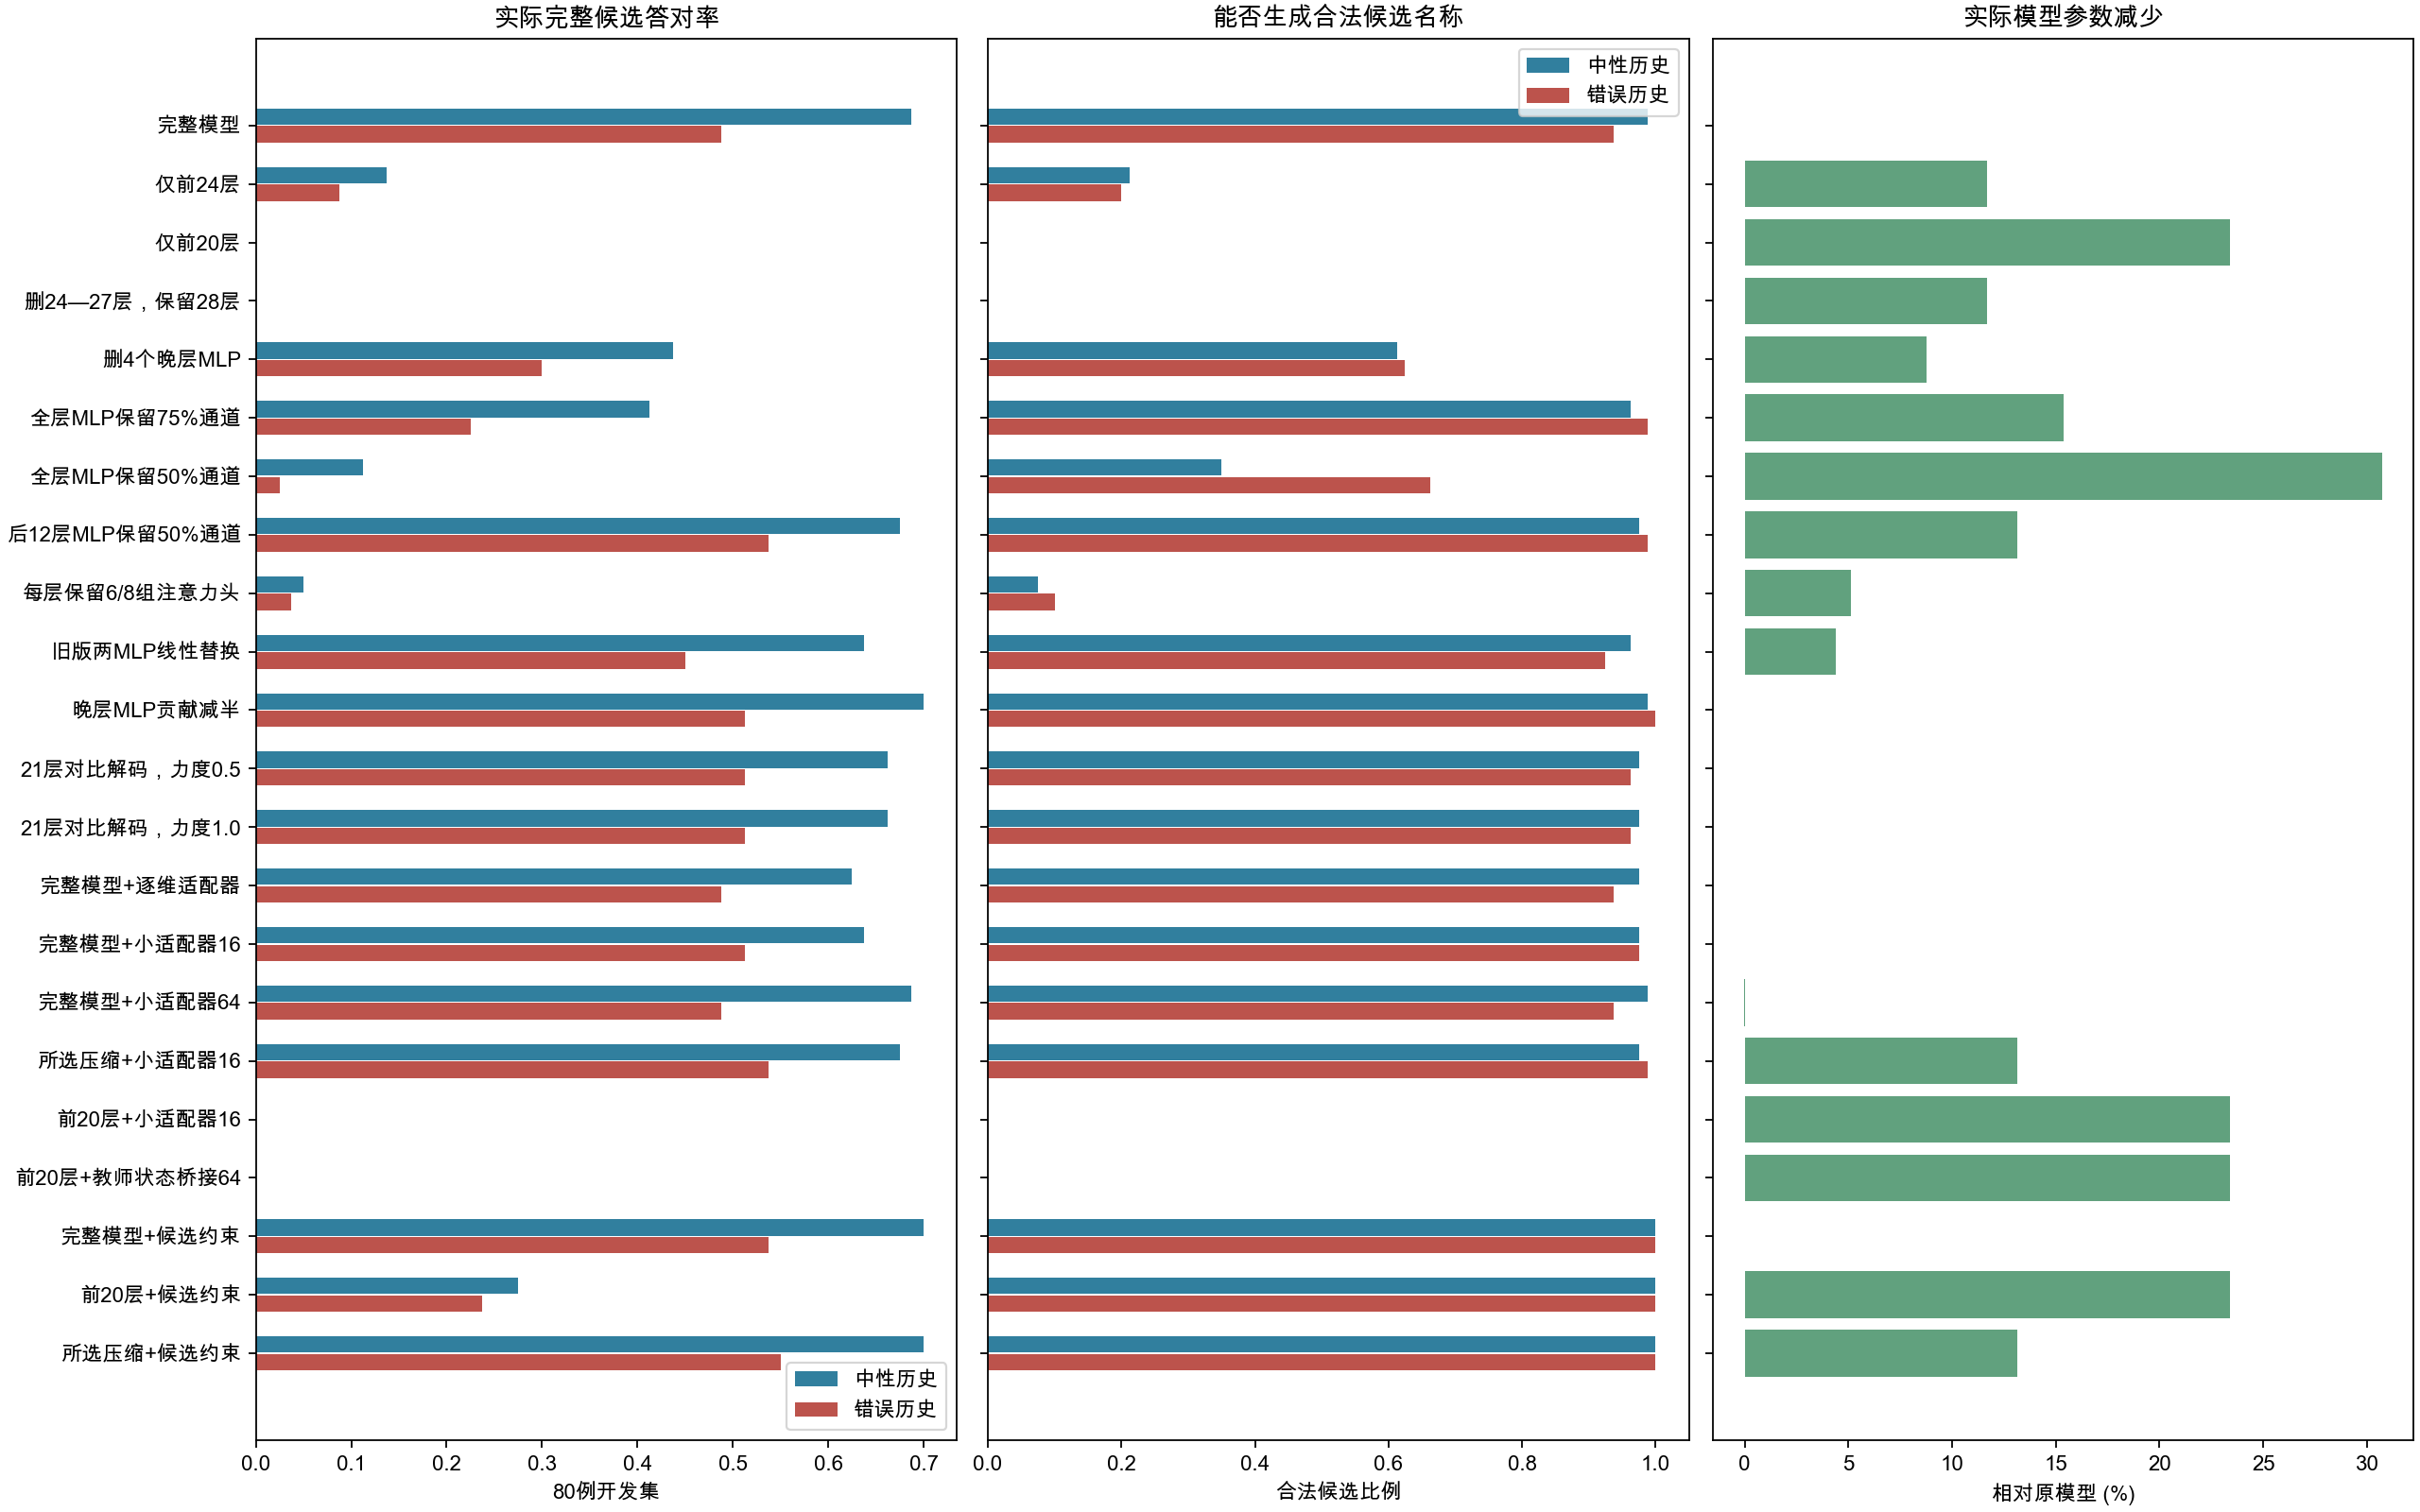 实际完整候选答对率
能否生成合法候选名称
实际模型参数减少
中性历史
错误历史
完整模型
仅前24层
仅前20层
删24—27层，保留28层
删4个晚层MLP
全层MLP保留75%通道
全层MLP保留50%通道
后12层MLP保留50%通道
每层保留6/8组注意力头
旧版两MLP线性替换
晚层MLP贡献减半
21层对比解码，力度0.5
21层对比解码，力度1.0
完整模型+逐维适配器
完整模型+小适配器16
完整模型+小适配器64
所选压缩+小适配器16
前20层+小适配器16
前20层+教师状态桥接64
完整模型+候选约束
前20层+候选约束
所选压缩+候选约束
中性历史
错误历史
0.0 0.1 0.2 0.3 0.4 0.5 0.6 0.7
0.0 0.2 0.4 0.6 0.8 1.0
0 5 10 15 20 25 30
80例开发集
合法候选比例
相对原模型 (%)